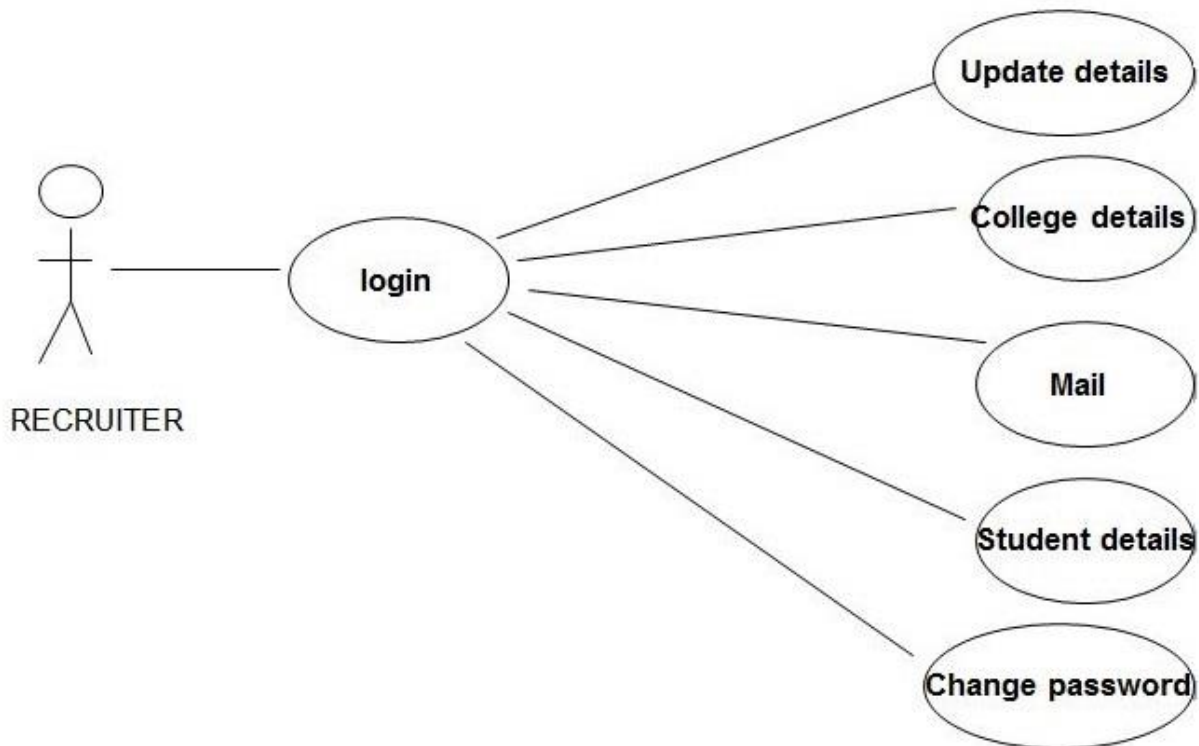 Update details
College details
login
Mail
RECRUITER
Student details
Change password